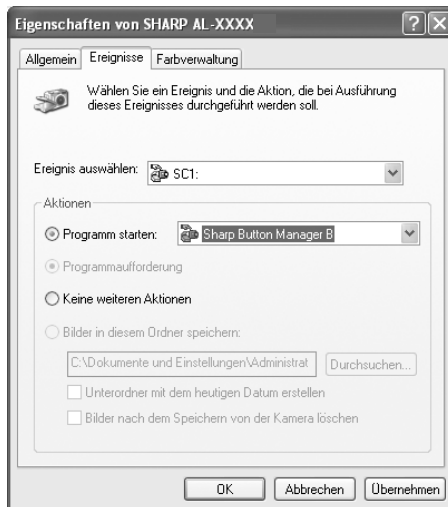 Eigenschaften von SHARP AL-XXXX
Allgemein Ereignisse Farbverwaltung
Wählen Sie ein Ereignis und die Aktion, die bei Ausführung
dieses Ereignisses durchgeführt werden soll.
Ereignis auswählen: SC1:
Aktionen
Programm starten: Sharp Button Manager B
Programmaufforderung
Keine weiteren Aktionen
Bilder in diesem Ordner speichern:
C:\Dokumente und Einstellungen\Administrat Durchsuchen...
Unterordner mit dem heutigen Datum erstellen
Bilder nach dem Speichern von der Kamera löschen
OK Abbrechen Übernehmen